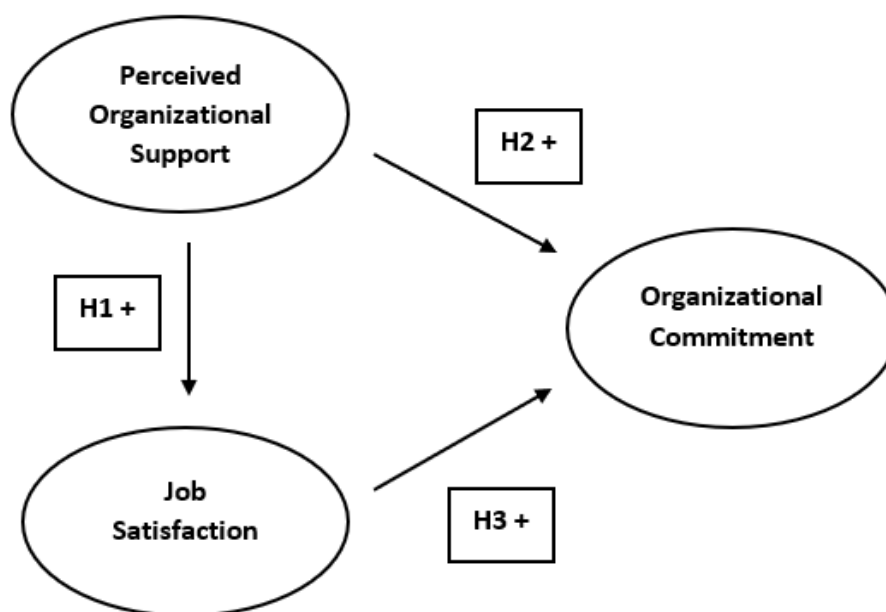 Perceived
Organizational
Support
H2 +
H1 +
Organizational
Commitment
Job
Satisfaction
H3 +